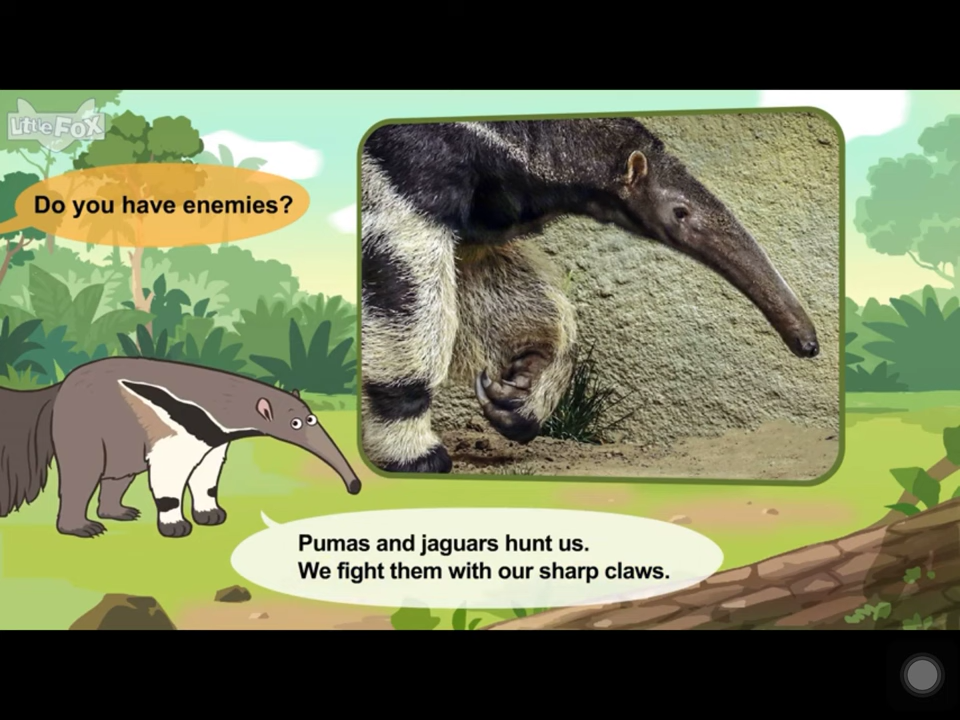 Little Fox
Do you have enemies?
Pumas and jaguars hunt us.
We fight them with our sharp claws.